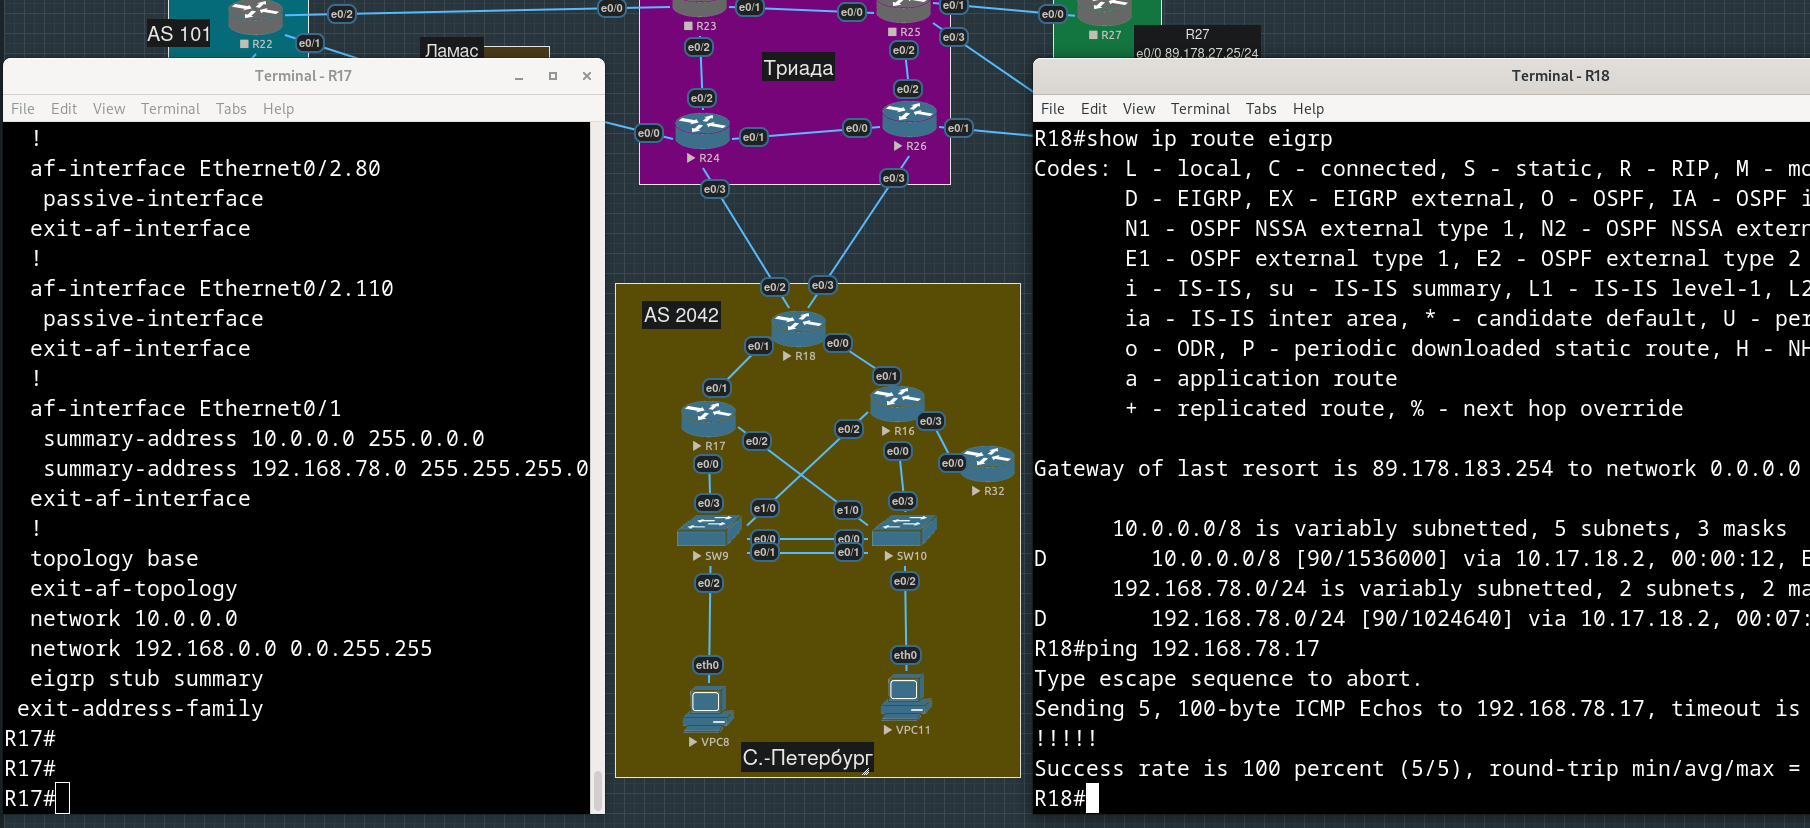 AS 101
R22
e0/2
e0/1
Ламас
e0/0
R23
e0/1
e0/0
R25
e0/1
e0/3
e0/0
R27
R27
e0/0 89.178.27.25/24
e0/2
e0/2
Триада
e0/2
e0/2
e0/0
R24
e0/1
e0/0
R26
e0/1
e0/3
e0/3
Terminal - R17
File Edit View Terminal Tabs Help
!
af-interface Ethernet0/2.80
passive-interface
exit-af-interface
!
af-interface Ethernet0/2.110
passive-interface
exit-af-interface
!
af-interface Ethernet0/1
summary-address 10.0.0.0 255.0.0.0
summary-address 192.168.78.0 255.255.255.0
exit-af-interface
!
topology base
exit-af-topology
network 10.0.0.0
network 192.168.0.0 0.0.255.255
eigrp stub summary
exit-address-family
R17#
R17#
R17#
e0/2
e0/3
AS 2042
R18
e0/1
e0/0
e0/1
e0/1
R17
e0/2
e0/2
R16
e0/3
e0/0
e0/0
e0/0
R32
e0/3
e1/0
e1/0
e0/3
SW9
e0/0
e0/0
e0/1
e0/1
SW10
e0/2
e0/2
eth0
eth0
VPC8
VPC11
С.-Петербург
Terminal - R18
File Edit View Terminal Tabs Help
R18#show ip route eigrp
Codes: L - local, C - connected, S - static, R - RIP, M - mo
D - EIGRP, EX - EIGRP external, O - OSPF, IA - OSPF i
N1 - OSPF NSSA external type 1, N2 - OSPF NSSA extern
E1 - OSPF external type 1, E2 - OSPF external type 2
i - IS-IS, su - IS-IS summary, L1 - IS-IS level-1, L2
ia - IS-IS inter area, * - candidate default, U - per
o - ODR, P - periodic downloaded static route, H - NH
a - application route
+ - replicated route, % - next hop override
Gateway of last resort is 89.178.183.254 to network 0.0.0.0
10.0.0.0/8 is variably subnetted, 5 subnets, 3 masks
D 10.0.0.0/8 [90/1536000] via 10.17.18.2, 00:00:12, E
192.168.78.0/24 is variably subnetted, 2 subnets, 2 ma
D 192.168.78.0/24 [90/1024640] via 10.17.18.2, 00:07:
R18#ping 192.168.78.17
Type escape sequence to abort.
Sending 5, 100-byte ICMP Echos to 192.168.78.17, timeout is
!!!!!
Success rate is 100 percent (5/5), round-trip min/avg/max =
R18#